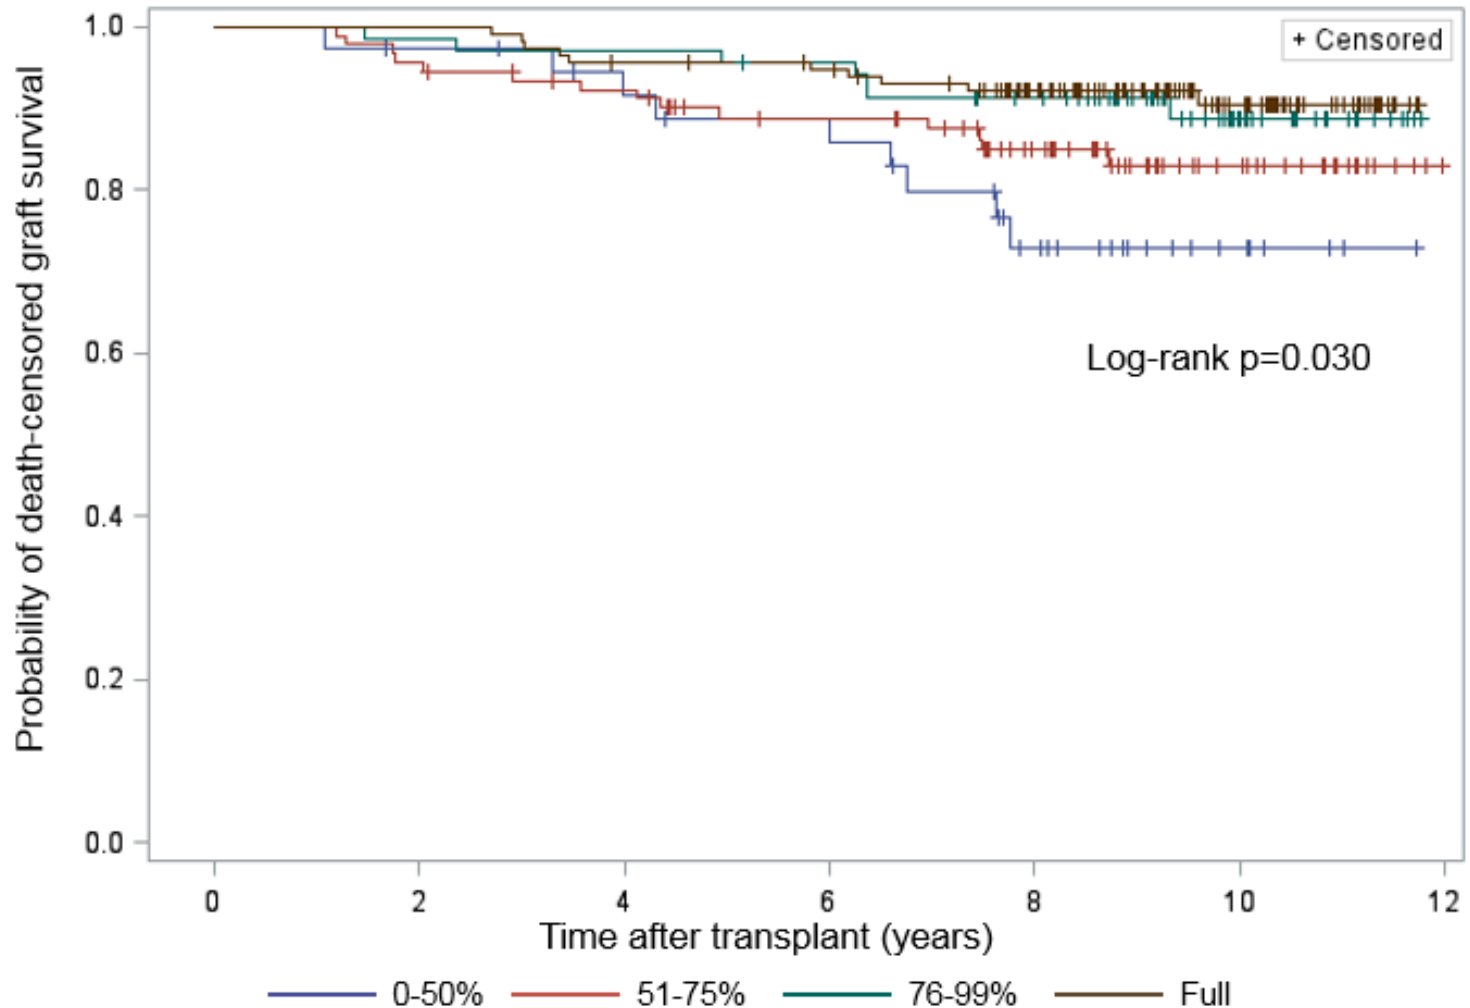 Probability of death-censored graft survival
1.0
0.8
0.6
0.4
0.2
0.0
+ Censored
Log-rank p=0.030
0 2 4 6 8 10 12
Time after transplant (years)
0-50% 51-75% 76-99% Full